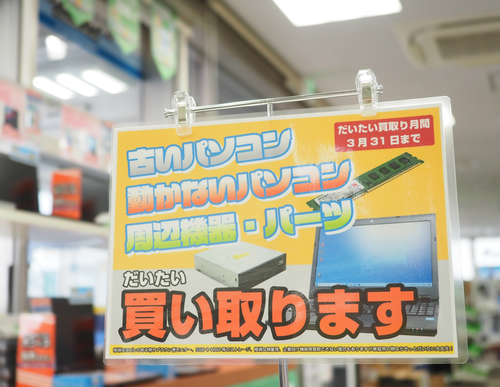 古いパソコン
動かないパソコン
周辺機器・パーツ
だいたい買取り月間
3月31日まで
だいたい
買い取ります